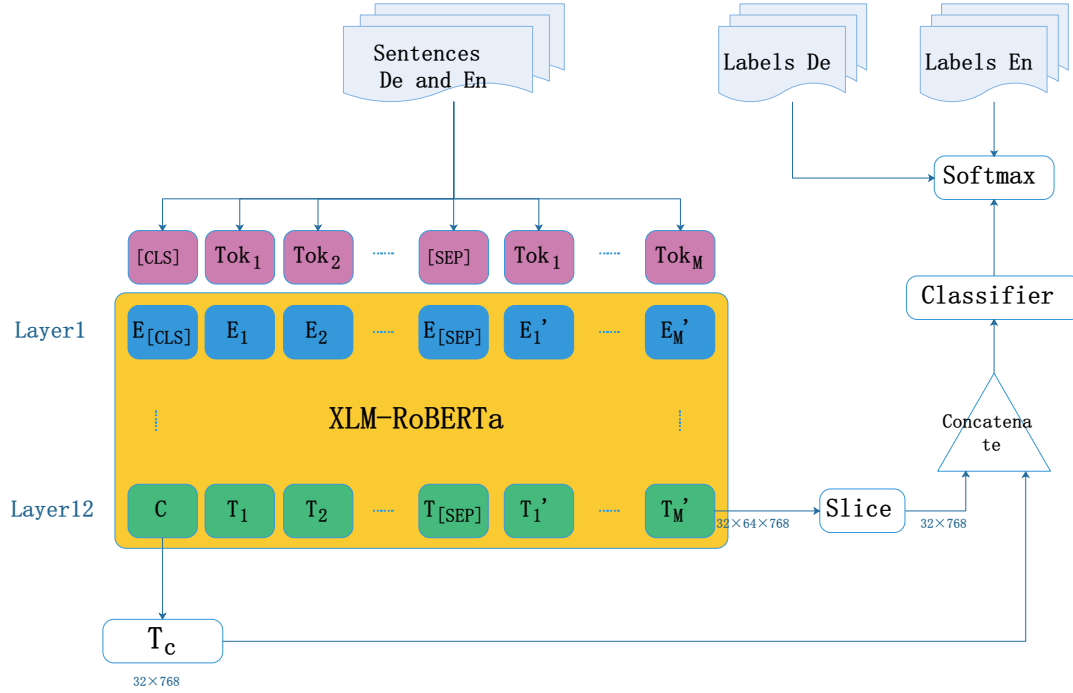 Sentences
De and En
Labels De
Labels En
Softmax
[CLS] Tok1 Tok2 ...... [SEP] Tok1 ...... TokM
Classifier
Layer1
E[CLS] E1 E2 ...... E[SEP] E1' ...... EM'
XLM-RoBERTa
Concatena
te
Layer12
C T1 T2 ...... T[SEP] T1' ...... TM'
32×64×768
Slice
32×768
Tc
32×768